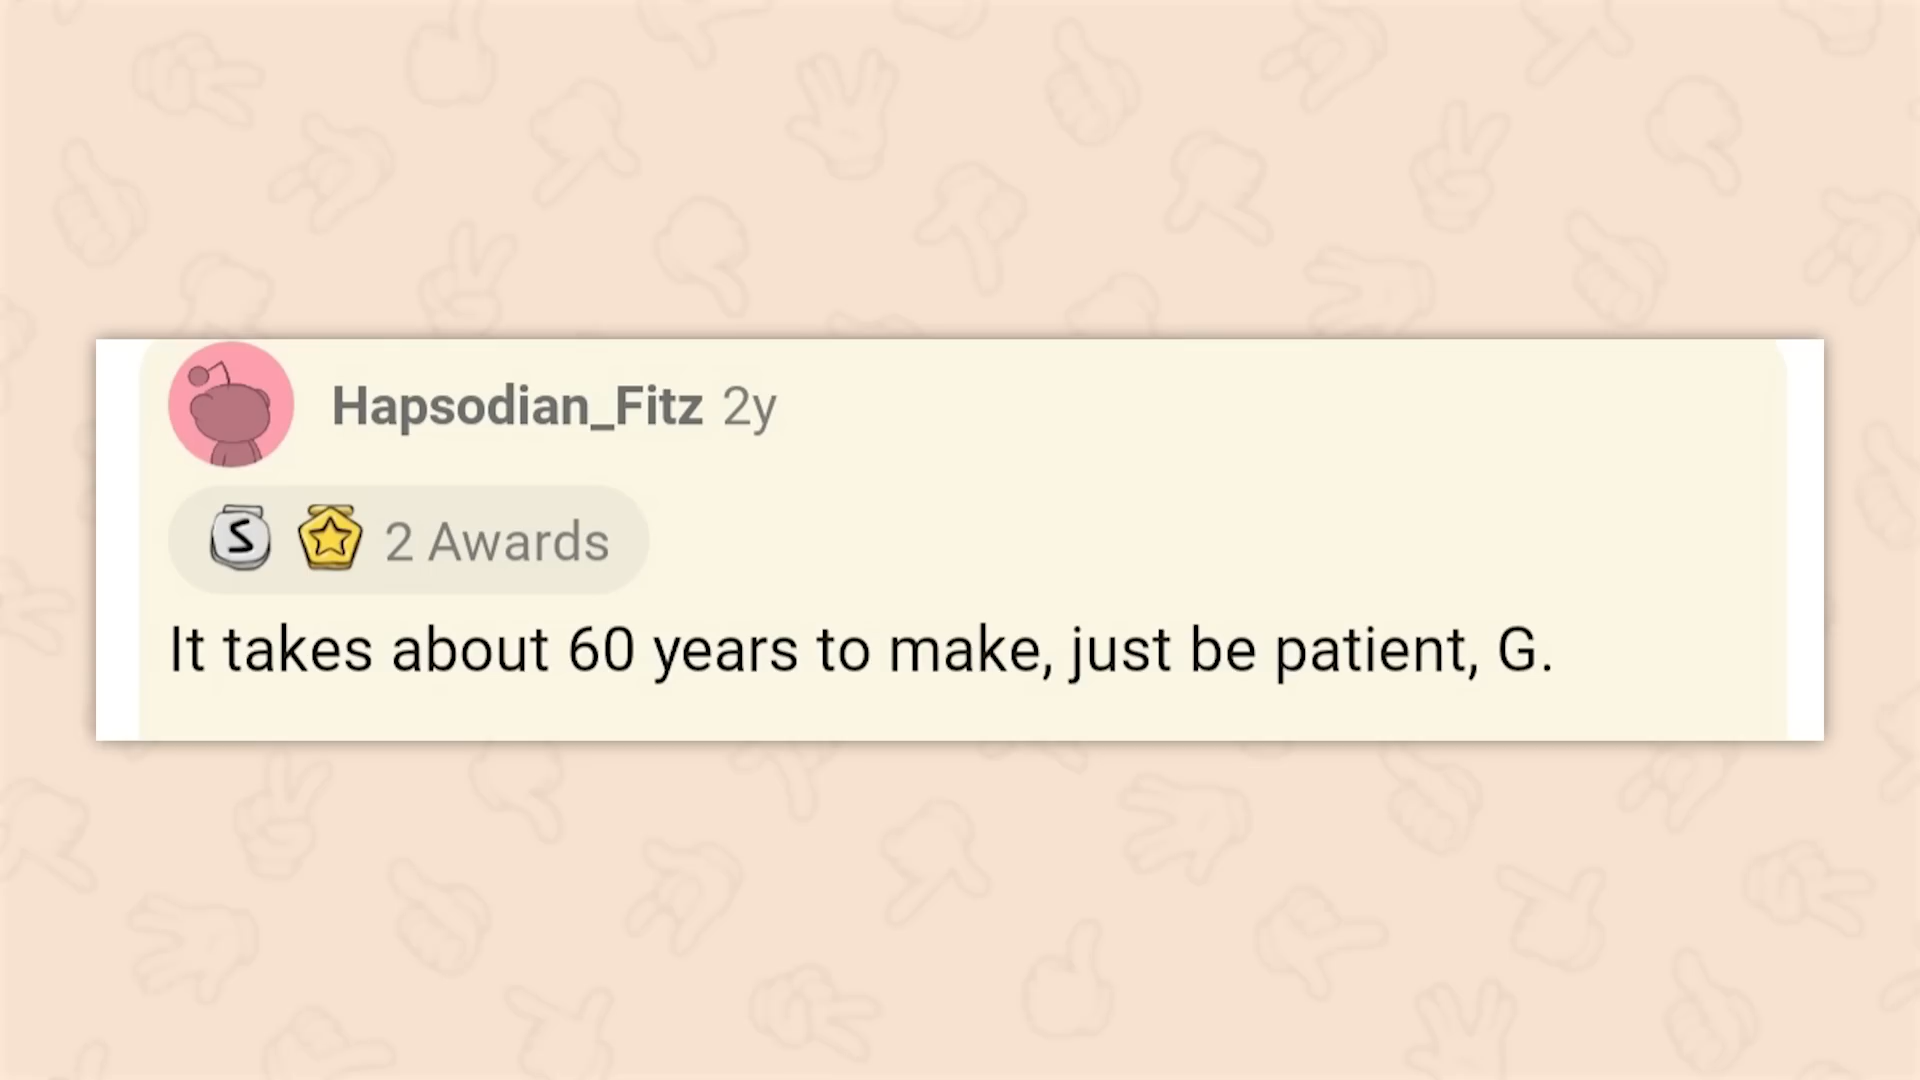 Hapsodian_Fitz 2y
S 2 Awards
It takes about 60 years to make, just be patient, G.